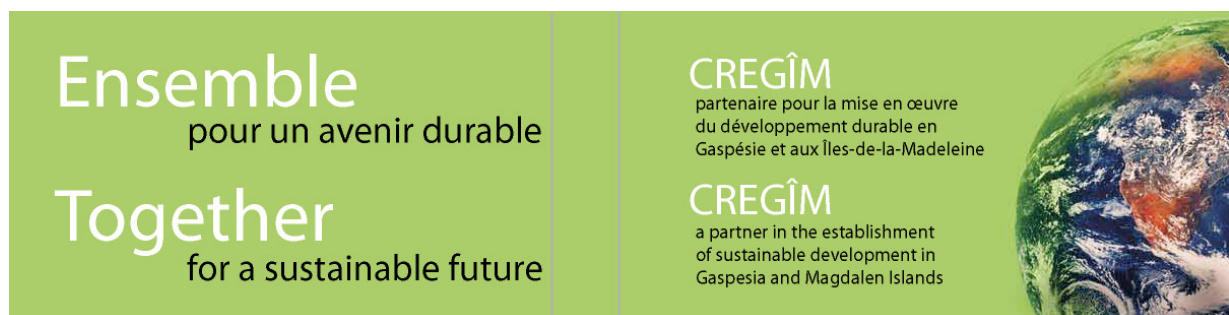 Ensemble
pour un avenir durable
Together
for a sustainable future
CREGÎM
partenaire pour la mise en œuvre
du développement durable en
Gaspésie et aux Îles-de-la-Madeleine
CREGÎM
a partner in the establishment
of sustainable development in
Gaspesia and Magdalen Islands